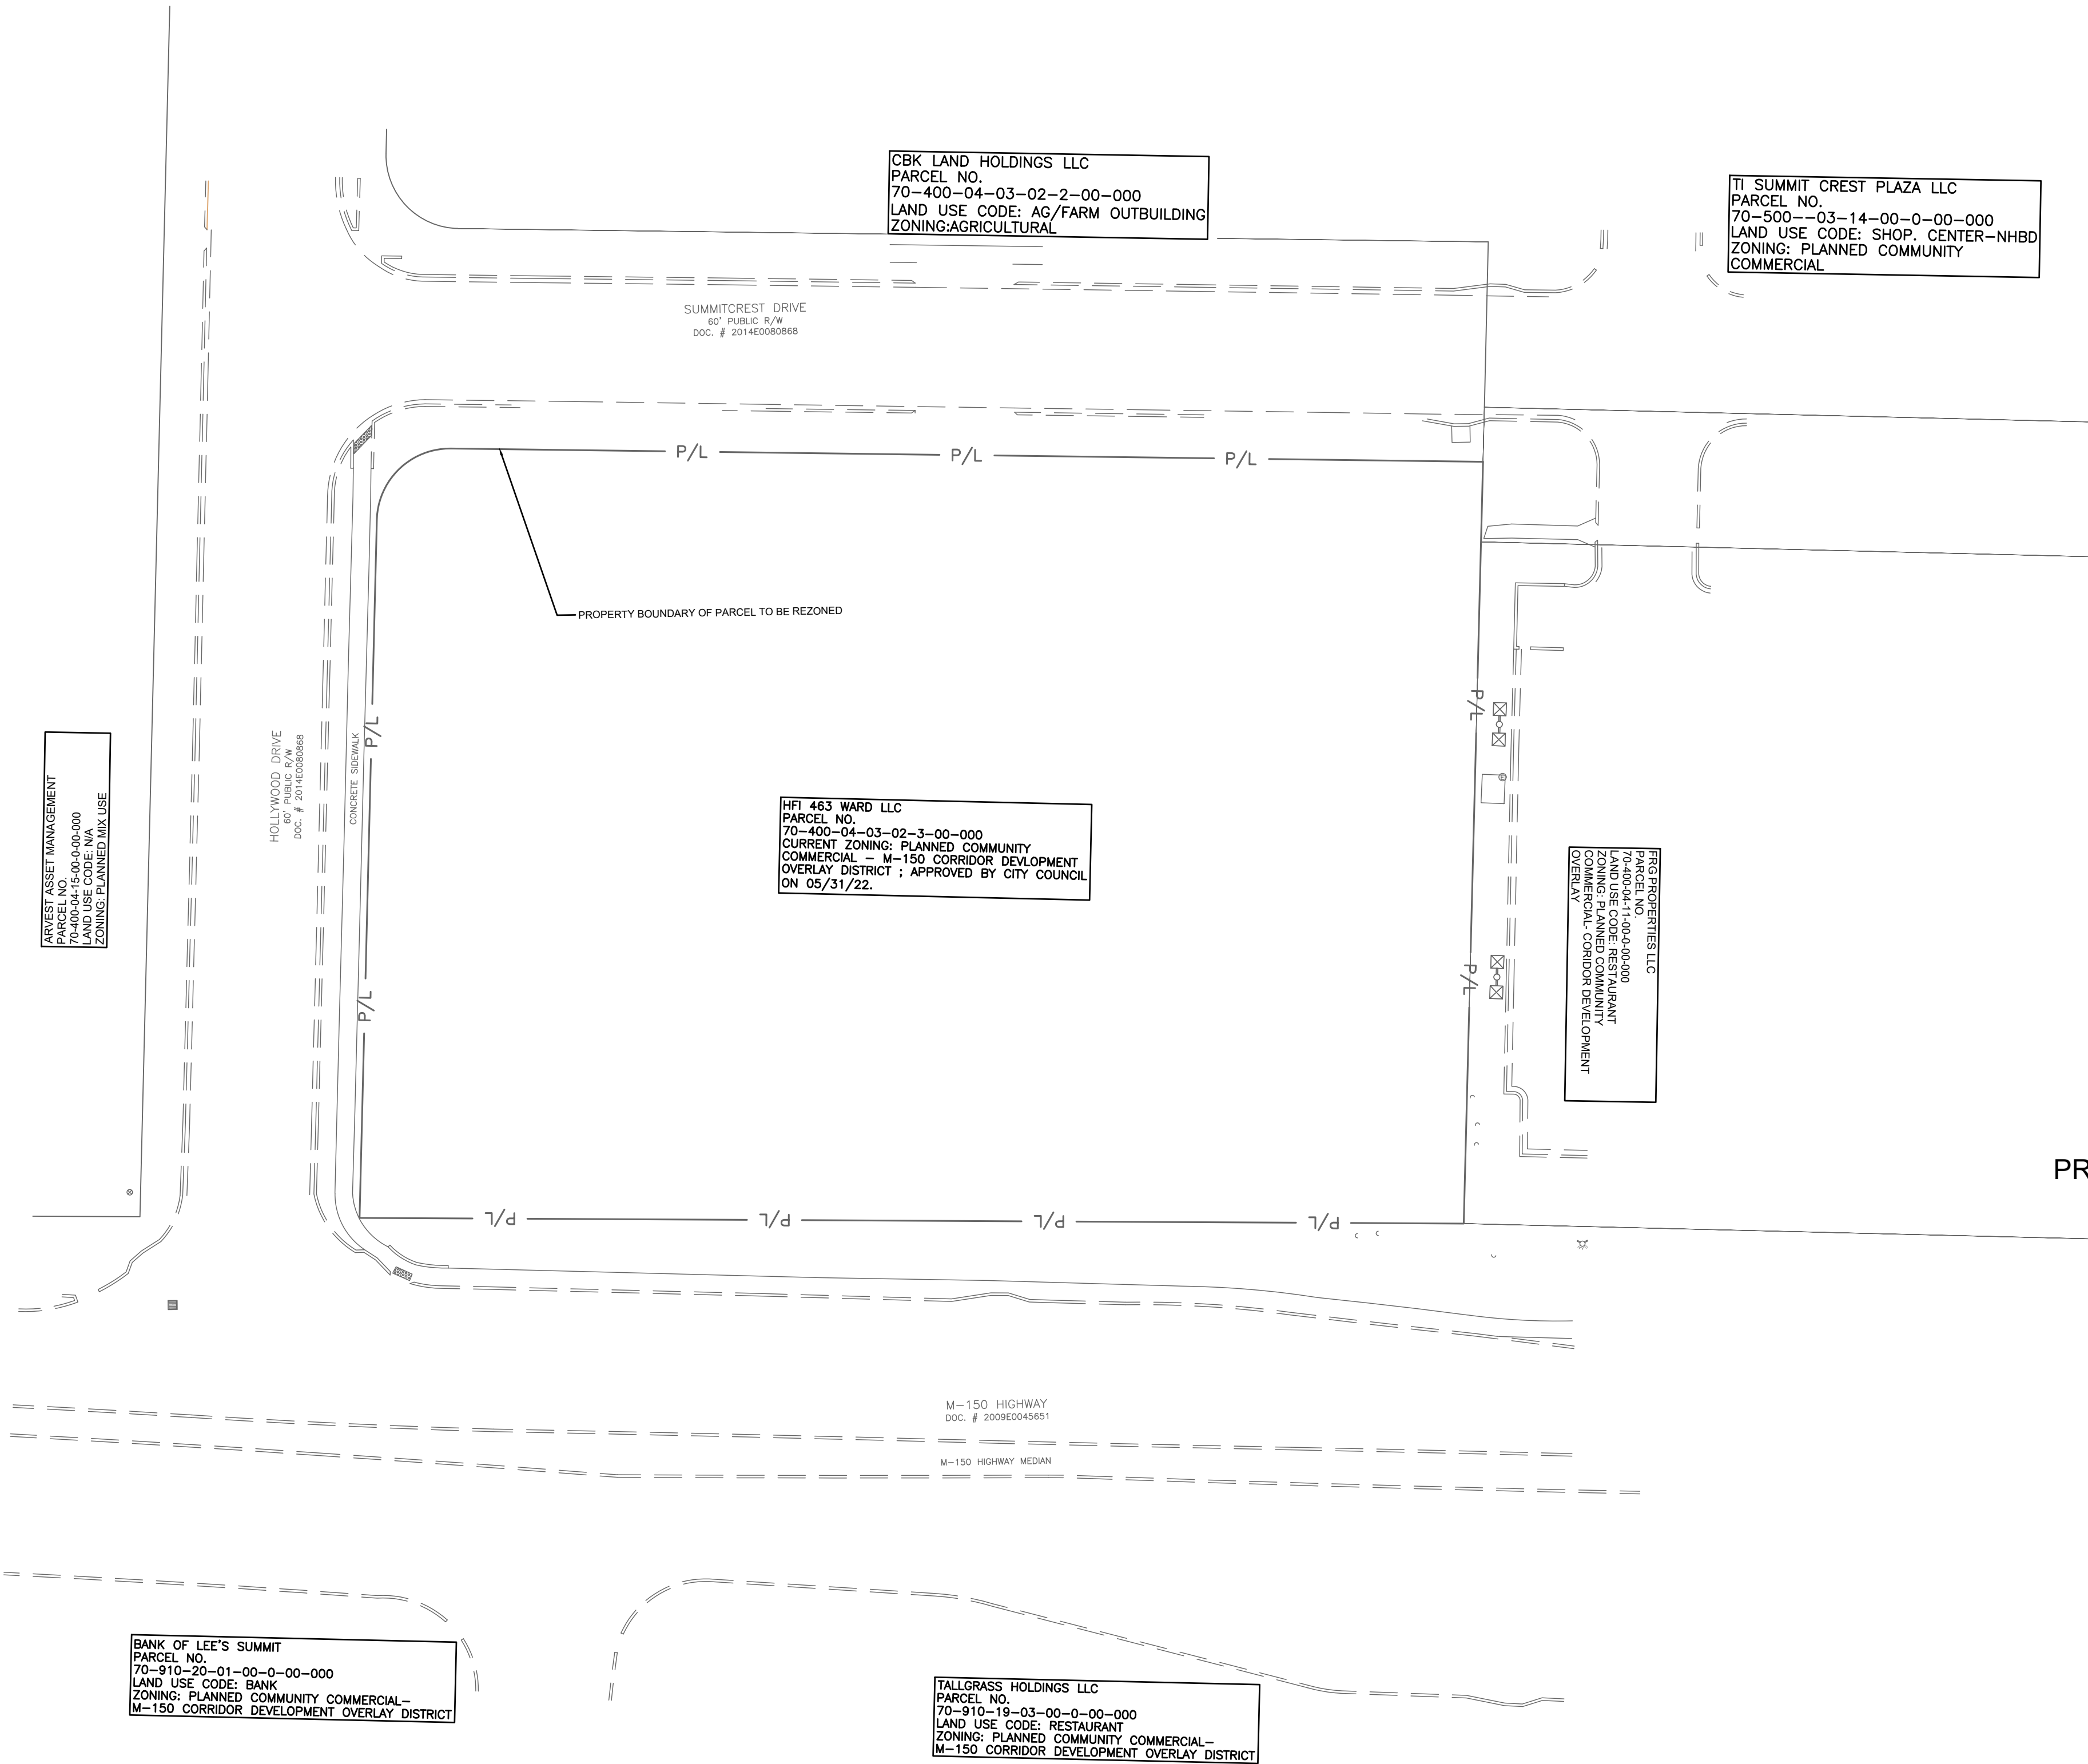 CBK LAND HOLDINGS LLC
PARCEL NO.
70-400-04-03-02-2-00-000
LAND USE CODE: AG/FARM OUTBUILDING
ZONING:AGRICULTURAL
TI SUMMIT CREST PLAZA LLC
PARCEL NO.
70-500--03-14-00-0-00-000
LAND USE CODE: SHOP. CENTER-NHBD
ZONING: PLANNED COMMUNITY
COMMERCIAL
SUMMITCREST DRIVE
60' PUBLIC R/W
DOC. # 2014E0080868
P/L
P/L
P/L
PROPERTY BOUNDARY OF PARCEL TO BE REZONED
P/L
P/L
ARVEST ASSET MANAGEMENT
PARCEL NO.
70-400-04-15-00-0-00-000
LAND USE CODE: N/A
ZONING: PLANNED MIX USE
HOLLYWOOD DRIVE
60' PUBLIC R/W
DOC. # 2014E0080868
CONCRETE SIDEWALK
HFI 463 WARD LLC
PARCEL NO.
70-400-04-03-02-3-00-000
CURRENT ZONING: PLANNED COMMUNITY
COMMERCIAL - M-150 CORRIDOR DEVLOPMENT
OVERLAY DISTRICT ; APPROVED BY CITY COUNCIL
ON 05/31/22.
FRG PROPERTIES LLC
PARCEL NO.
70-400-04-11-00-0-00-000
LAND USE CODE: RESTAURANT
ZONING: PLANNED COMMUNITY
COMMERCIAL- CORIDOR DEVELOPMENT
OVERLAY
P/L
P/L
PR
P/L
P/L
P/L
P/L
M-150 HIGHWAY
DOC. # 2009E0045651
M-150 HIGHWAY MEDIAN
BANK OF LEE'S SUMMIT
PARCEL NO.
70-910-20-01-00-0-00-000
LAND USE CODE: BANK
ZONING: PLANNED COMMUNITY COMMERCIAL-
M-150 CORRIDOR DEVELOPMENT OVERLAY DISTRICT
TALLGRASS HOLDINGS LLC
PARCEL NO.
70-910-19-03-00-0-00-000
LAND USE CODE: RESTAURANT
ZONING: PLANNED COMMUNITY COMMERCIAL-
M-150 CORRIDOR DEVELOPMENT OVERLAY DISTRICT